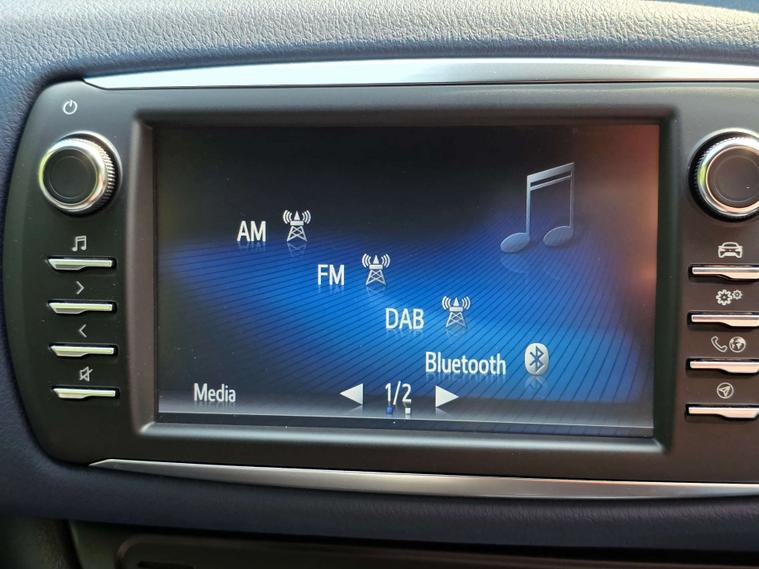 AM
FM
DAB
Bluetooth
Media
1/2